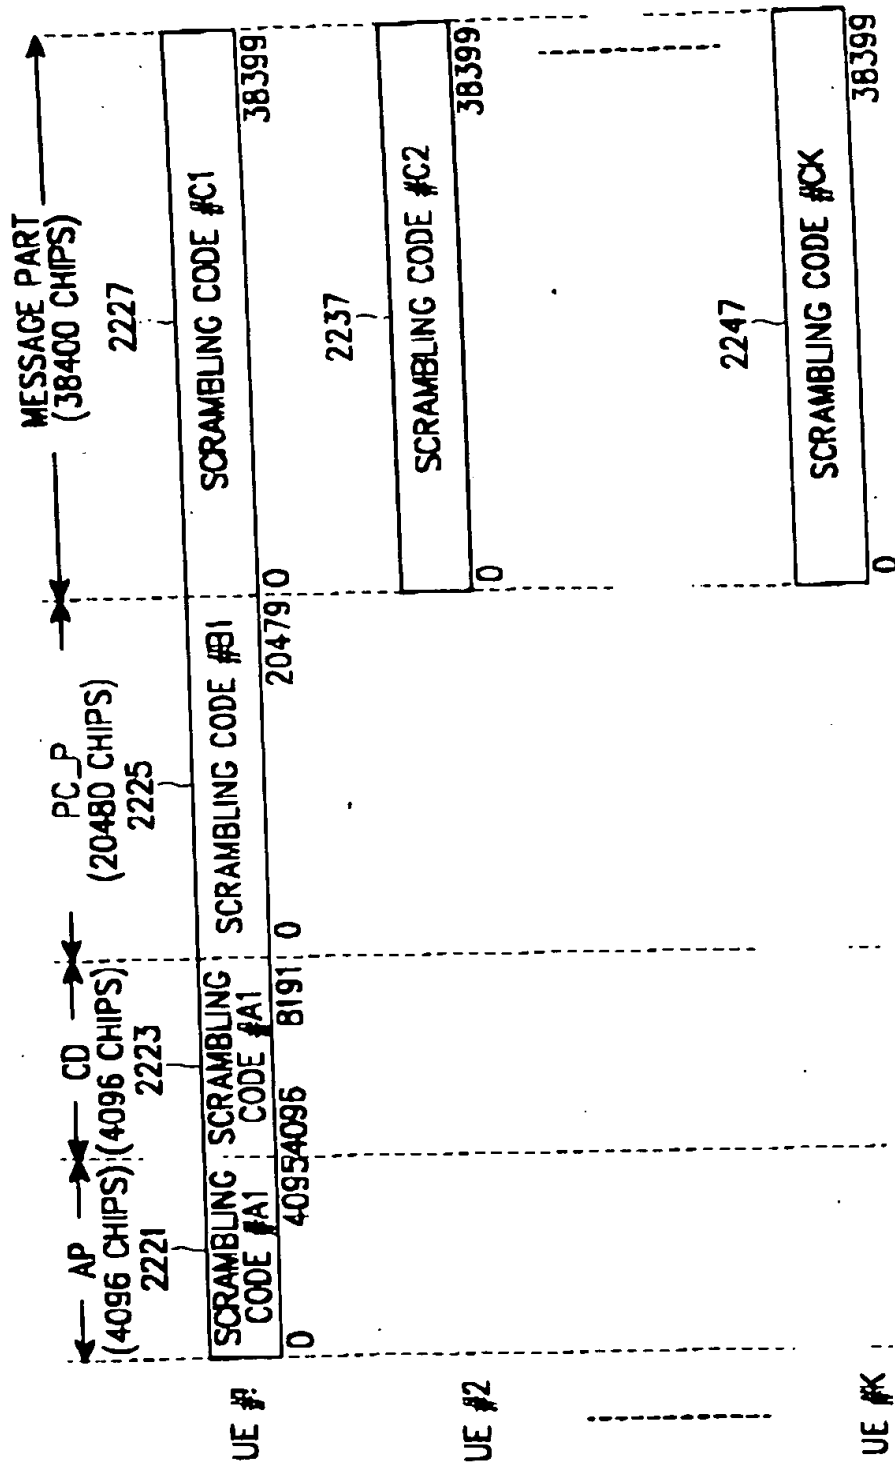 AP
(4096 CHIPS)
2221
CD
(4096 CHIPS)
2223
PC_P
(20480 CHIPS)
2225
MESSAGE PART
(38400 CHIPS)
2227
UE #1
SCRAMBLING
CODE #A1
SCRAMBLING
CODE #A1
SCRAMBLING CODE #B1
SCRAMBLING CODE #C1
0
4095
4096
8191
0
20479
0
38399
UE #2
2237
SCRAMBLING CODE #C2
0
38399
UE #K
2247
SCRAMBLING CODE #CK
0
38399